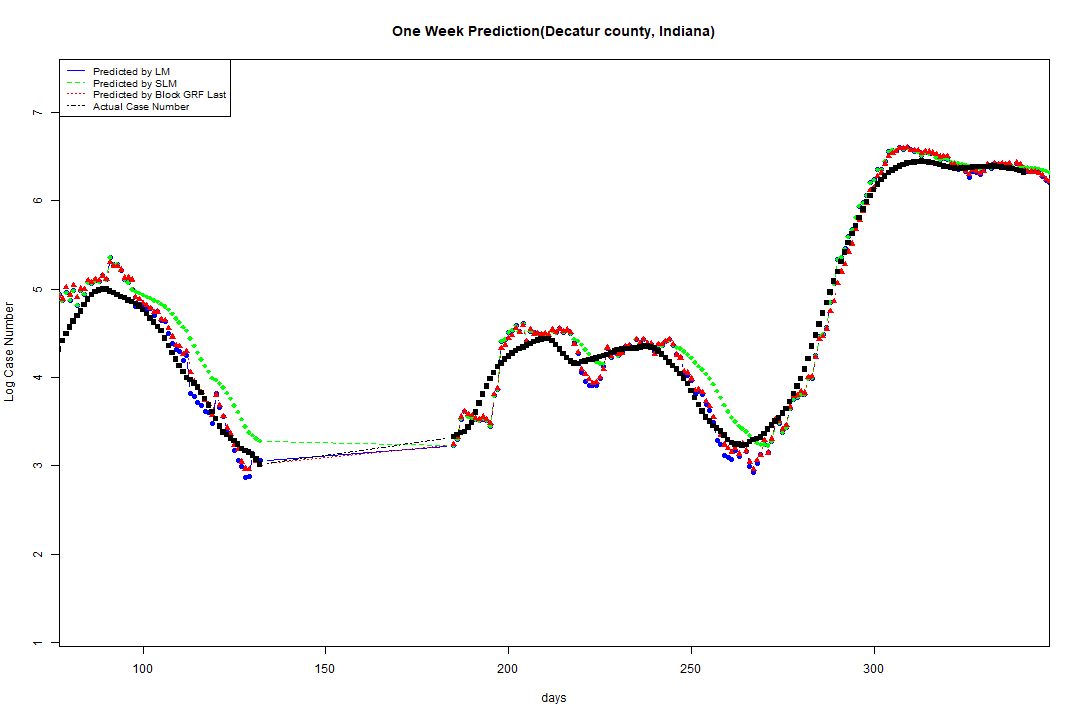 One Week Prediction(Decatur county, Indiana)
Predicted by LM
Predicted by SLM
Predicted by Block GRF Last
Actual Case Number
Log Case Number
7
6
5
4
3
2
1
100
150
200
250
300
days